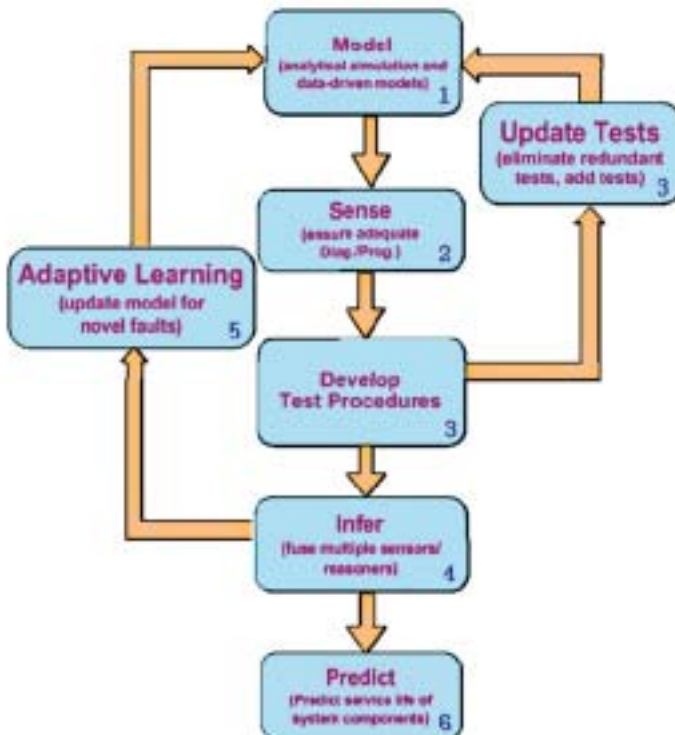 Model
(analytical simulation and
data-driven models)
1
Update Tests
(eliminate redundant
tests, add tests)
3
Sense
(ensure adequate
Diag./Prog.)
2
Adaptive Learning
(update model for
novel faults)
5
Develop
Test Procedures
3
Infer
(fuse multiple sensors/
reasoners)
4
Predict
(Predict service life of
system components)
6